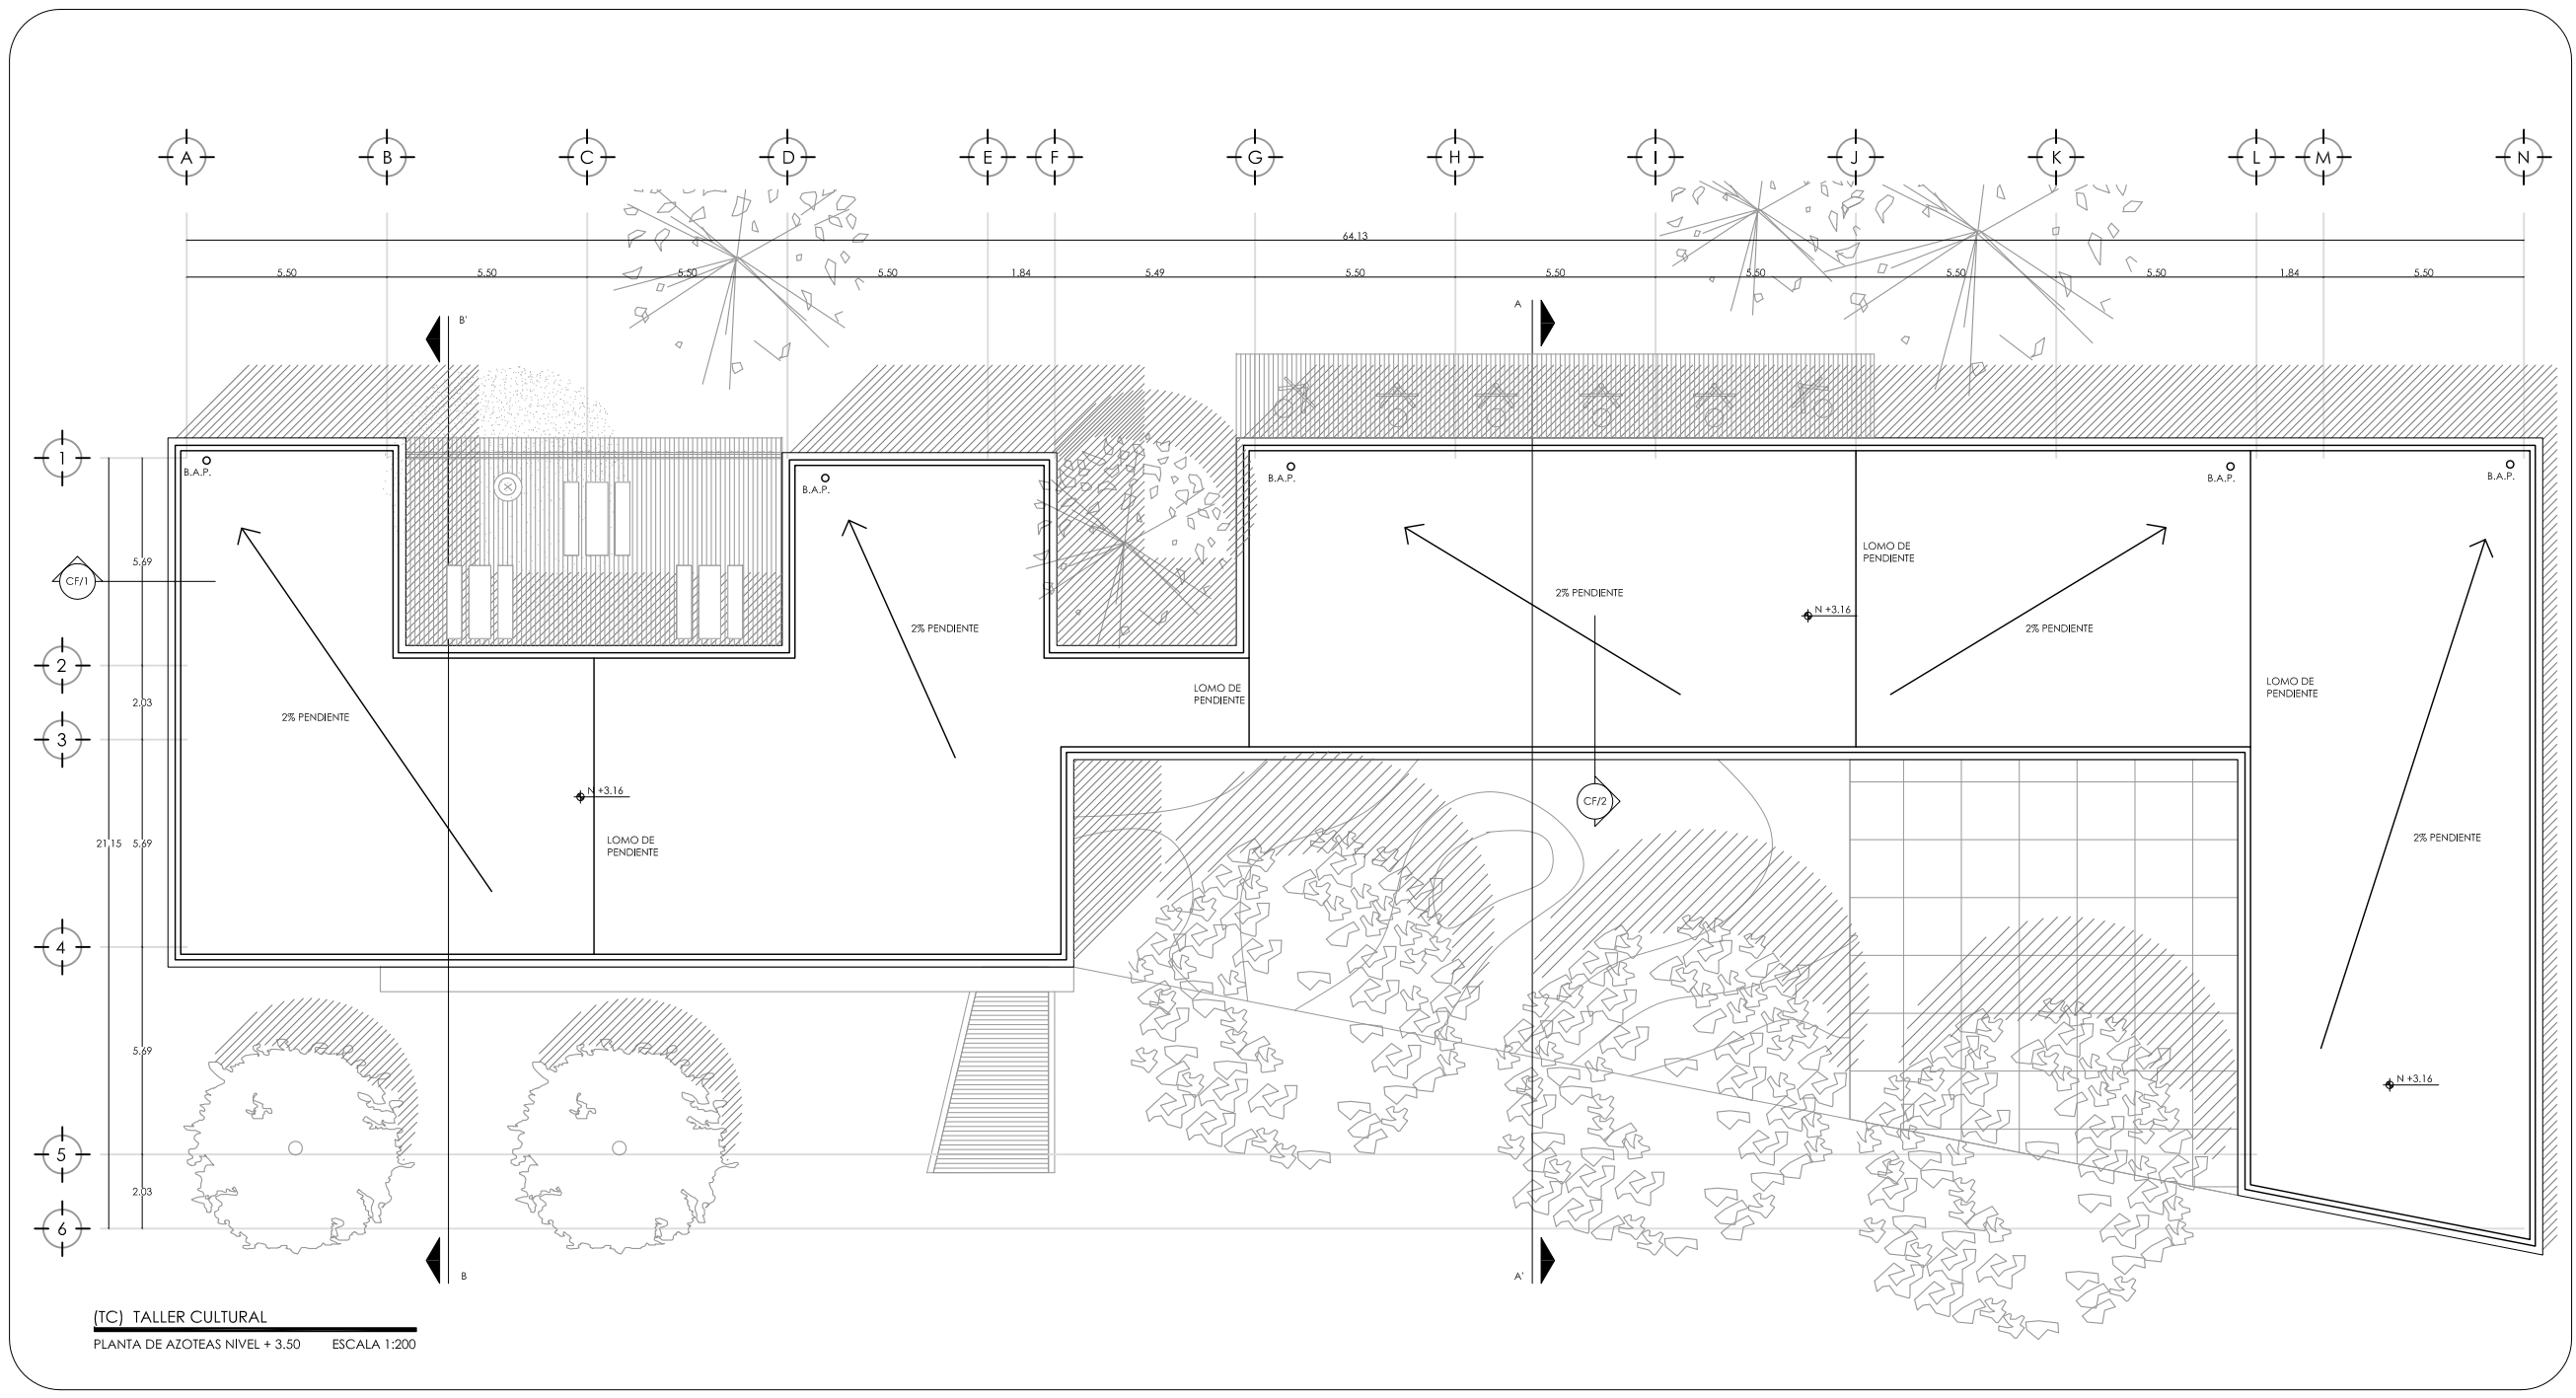 A B C D E F G H I J K L M N
64.13
5.50 5.50 5.50 5.50 1.84 5.49 5.50 5.50 5.50 5.50 5.50 1.84 5.50
B' A
1
B.A.P. B.A.P. B.A.P. B.A.P. B.A.P.
LOMO DE
PENDIENTE
5.69
CF/1
2% PENDIENTE
N +3.16
2% PENDIENTE
2% PENDIENTE
2
LOMO DE
PENDIENTE
LOMO DE
PENDIENTE
2.03
2% PENDIENTE
3
N +3.16
CF/2
2% PENDIENTE
21.15 5.69
LOMO DE
PENDIENTE
4
5.69
N +3.16
5
2.03
6
B A'
(TC) TALLER CULTURAL
PLANTA DE AZOTEAS NIVEL + 3.50 ESCALA 1:200